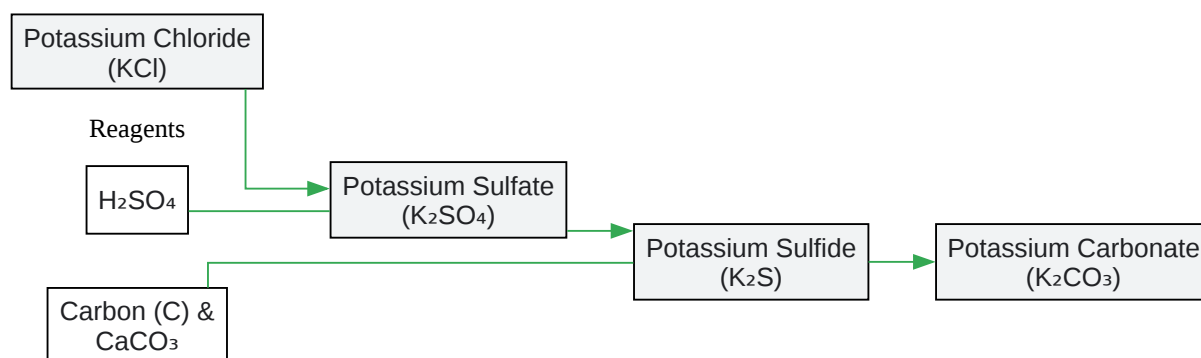 Potassium Chloride
(KCl)
Reagents
H₂SO₄
Potassium Sulfate
(K₂SO₄)
Potassium Sulfide
(K₂S)
Potassium Carbonate
(K₂CO₃)
Carbon (C) &
CaCO₃